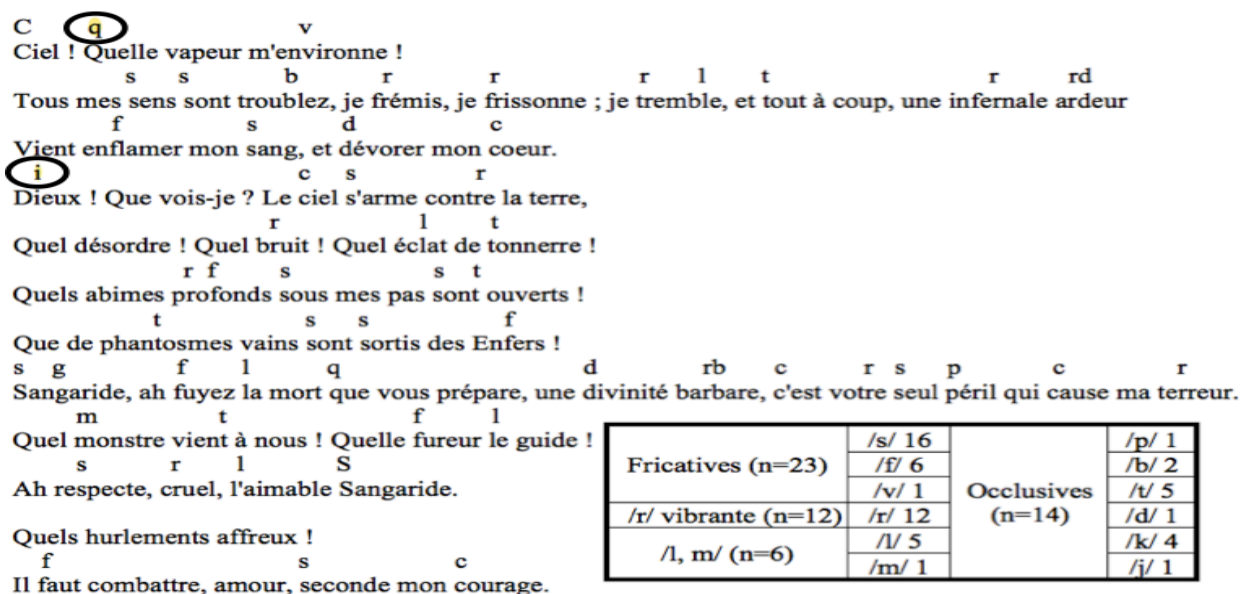 C q v
Ciel ! Quelle vapeur m'environne !
s s b r r r l t r rd
Tous mes sens sont troublez, je frémis, je frissonne ; je tremble, et tout à coup, une infernale ardeur
f s d c
Vient enflamer mon sang, et dévorer mon coeur.
i c s r
Dieux ! Que vois-je ? Le ciel s'arme contre la terre,
r l t
Quel désordre ! Quel bruit ! Quel éclat de tonnerre !
r f s s t
Quels abimes profonds sous mes pas sont ouverts !
t s s f
Que de phantosmes vains sont sortis des Enfers !
s g f l q d rb c r s p c r
Sangaride, ah fuyez la mort que vous prépare, une divinité barbare, c'est votre seul péril qui cause ma terreur.
m t f l
Quel monstre vient à nous ! Quelle fureur le guide !
s r l S
Ah respecte, cruel, l'aimable Sangaride.
Quels hurlements affreux !
f s c
Il faut combattre, amour, seconde mon courage.
Fricatives (n=23) /s/ 16 Occlusives (n=14) /p/ 1
/f/ 6 /b/ 2
/v/ 1 /t/ 5
/r/ vibrante (n=12) /r/ 12 /d/ 1
/l, m/ (n=6) /l/ 5 /k/ 4
/m/ 1 /j/ 1